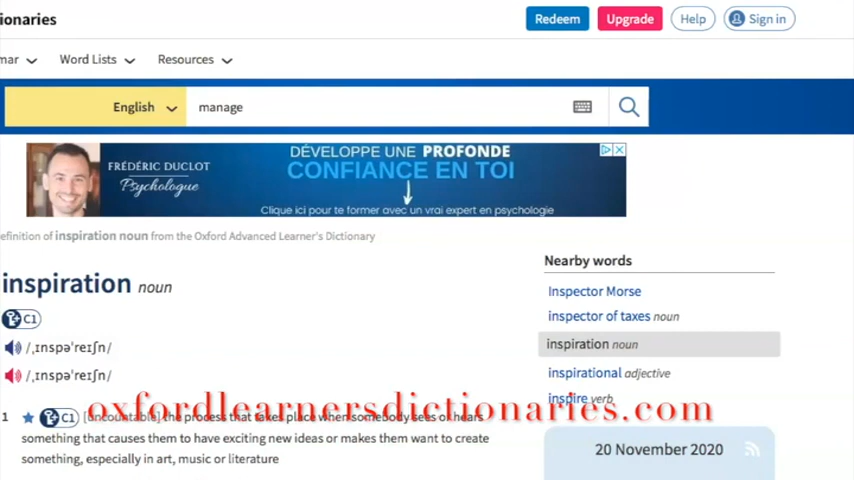 ionaries
Redeem
Upgrade
Help
Sign in
mar
Word Lists
Resources
English
manage
FRÉDÉRIC DUCLOT
Psychologue
DÉVELOPPE UNE PROFONDE
CONFIANCE EN TOI
Clique ici pour te former avec un vrai expert en psychologie
efinition of inspiration noun from the Oxford Advanced Learner's Dictionary
inspiration noun
C1
/ˌɪnspəˈreɪʃn/
/ˌɪnspəˈreɪʃn/
1 C1 [uncountable] the process that takes place when somebody sees or hears
something that causes them to have exciting new ideas or makes them want to create
something, especially in art, music or literature
oxfordlearnersdictionaries.com
Nearby words
Inspector Morse
inspector of taxes noun
inspiration noun
inspirational adjective
inspire verb
20 November 2020